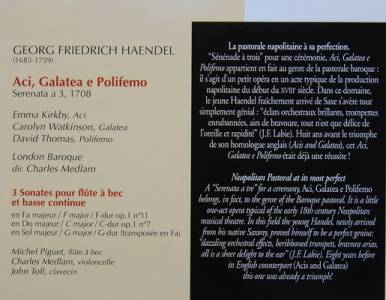 GEORG FRIEDRICH HAENDEL
(1685-1759)
Aci, Galatea e Polifemo
Serenata a 3, 1708
Emma Kirkby, Aci
Carolyn Watkinson, Galatea
David Thomas, Polifemo
London Baroque
dir. Charles Medlam
3 Sonates pour flûte à bec
et basse continue
en Fa majeur / F major / F-dur op.1 n°11
en Do majeur / C major / C-dur op.1 n°7
en Sol majeur / G major / G-dur (transposée en Fa)
Michel Piguet, flûte à bec
Charles Medlam, violoncelle
John Toll, clavecin
La pastorale napolitaine à sa perfection.
"Sérénade à trois" pour une cérémonie, Aci, Galatea e
Polifemo appartient en fait au genre de la pastorale baroque :
il s'agit d'un petit opéra en un acte typique de la production
napolitaine du début du XVIIIe siècle. Dans ce domaine,
le jeune Haendel fraîchement arrivé de Saxe s'avère tout
simplement génial : "éclats orchestraux brillants, trompettes
enrubannées, airs de bravoure, tout n'est que délice de
l'oreille et rapidité" (J.F. Labie). Huit ans avant le triomphe
de son homologue anglais (Acis and Galatea), cet Aci,
Galatea e Polifemo était déjà une réussite !
Neapolitan Pastoral at its most perfect
A "Serenata a tre" for a ceremony, Aci, Galatea e Polifemo
belongs, in fact, to the genre of the Baroque pastoral. It is a little
one-act opera typical of the early 18th century Neopolitan
musical theatre. In this field the young Handel, newly arrived
from his native Saxony, proved himself to be a perfect genius:
"dazzling orchestral effects, beribboned trumpets, bravura arias,
all is a sheer delight to the ear" (J.F. Labie). Eight years before
its English counterpart (Acis and Galatea)
this one was already a triumph!